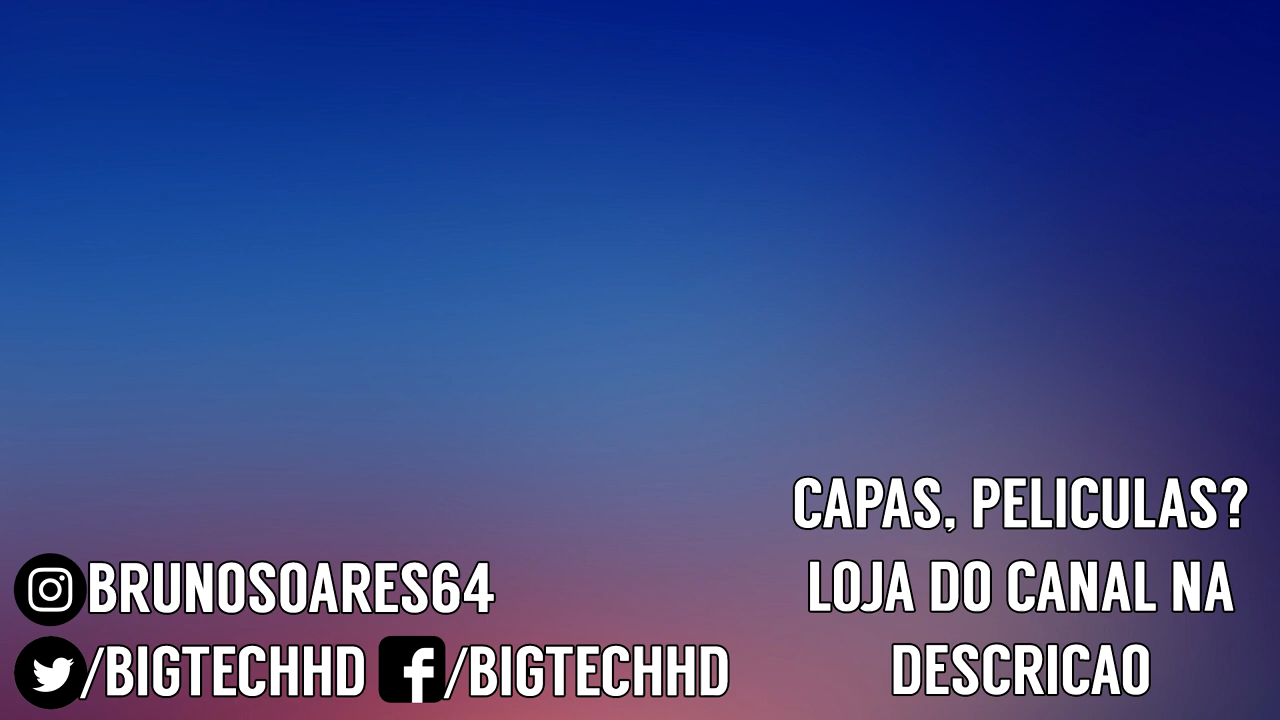 CAPAS, PELICULAS?
LOJA DO CANAL NA
DESCRICAO
BRUNOSOARES64
/BIGTECHHD /BIGTECHHD